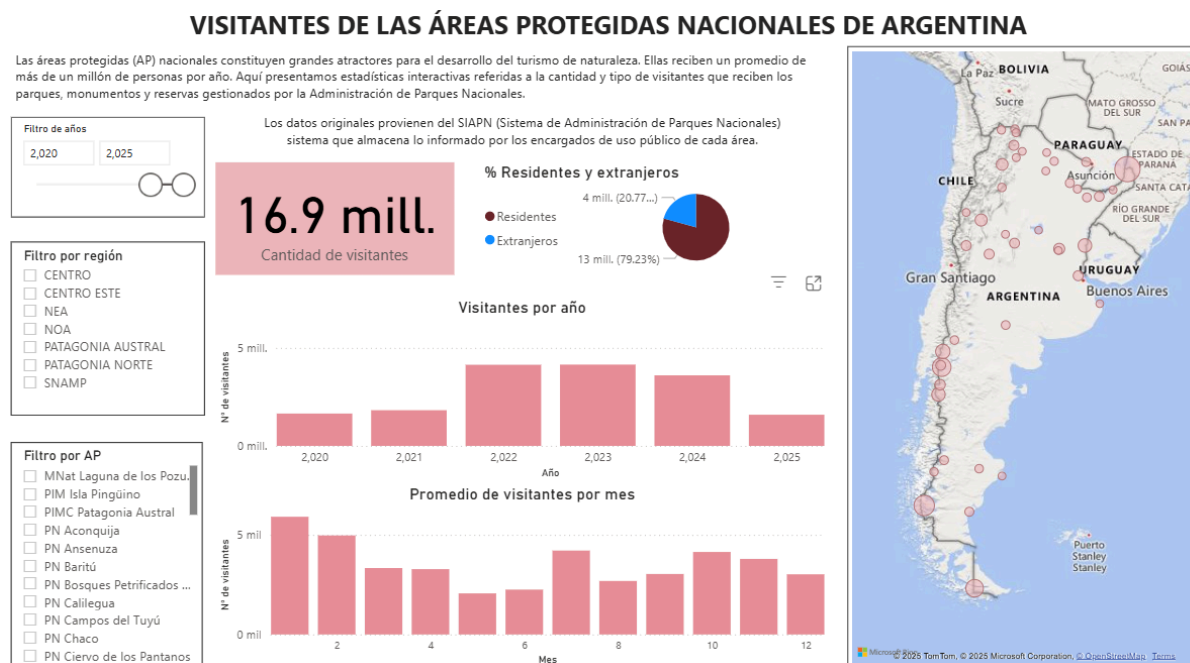 VISITANTES DE LAS ÁREAS PROTEGIDAS NACIONALES DE ARGENTINA
Las áreas protegidas (AP) nacionales constituyen grandes atractores para el desarrollo del turismo de naturaleza. Ellas reciben un promedio de
más de un millón de personas por año. Aquí presentamos estadísticas interactivas referidas a la cantidad y tipo de visitantes que reciben los
parques, monumentos y reservas gestionados por la Administración de Parques Nacionales.
Filtro de años
2,020
2,025
Los datos originales provienen del SIAPN (Sistema de Administración de Parques Nacionales)
sistema que almacena lo informado por los encargados de uso público de cada área.
16.9 mill.
Cantidad de visitantes
% Residentes y extranjeros
Residentes
Extranjeros
4 mill. (20.77...)
13 mill. (79.23%)
Filtro por región
CENTRO
CENTRO ESTE
NEA
NOA
PATAGONIA AUSTRAL
PATAGONIA NORTE
SNAMP
Visitantes por año
N° de visitantes
5 mill.
0 mill.
2,020
2,021
2,022
2,023
2,024
2,025
Año
Filtro por AP
MNat Laguna de los Pozu...
PIM Isla Pingüino
PIMC Patagonia Austral
PN Aconquija
PN Ansenuza
PN Baritú
PN Bosques Petrificados ...
PN Calilegua
PN Campos del Tuyú
PN Chaco
PN Ciervo de los Pantanos
Promedio de visitantes por mes
N° de visitantes
5 mil
0 mil
2
4
6
8
10
12
Mes
La Paz
BOLIVIA
GOIÁS
Sucre
MATO GROSSO
DEL SUL
SAN PA
PARAGUAY
ESTADO DE
PARANÁ
Asunción
CHILE
SANTA CATA
RÍO GRANDE
DEL SUR
Gran Santiago
URUGUAY
Buenos Aires
ARGENTINA
Puerto
Stanley
Stanley
© 2025 TomTom, © 2025 Microsoft Corporation, © OpenStreetMap Terms